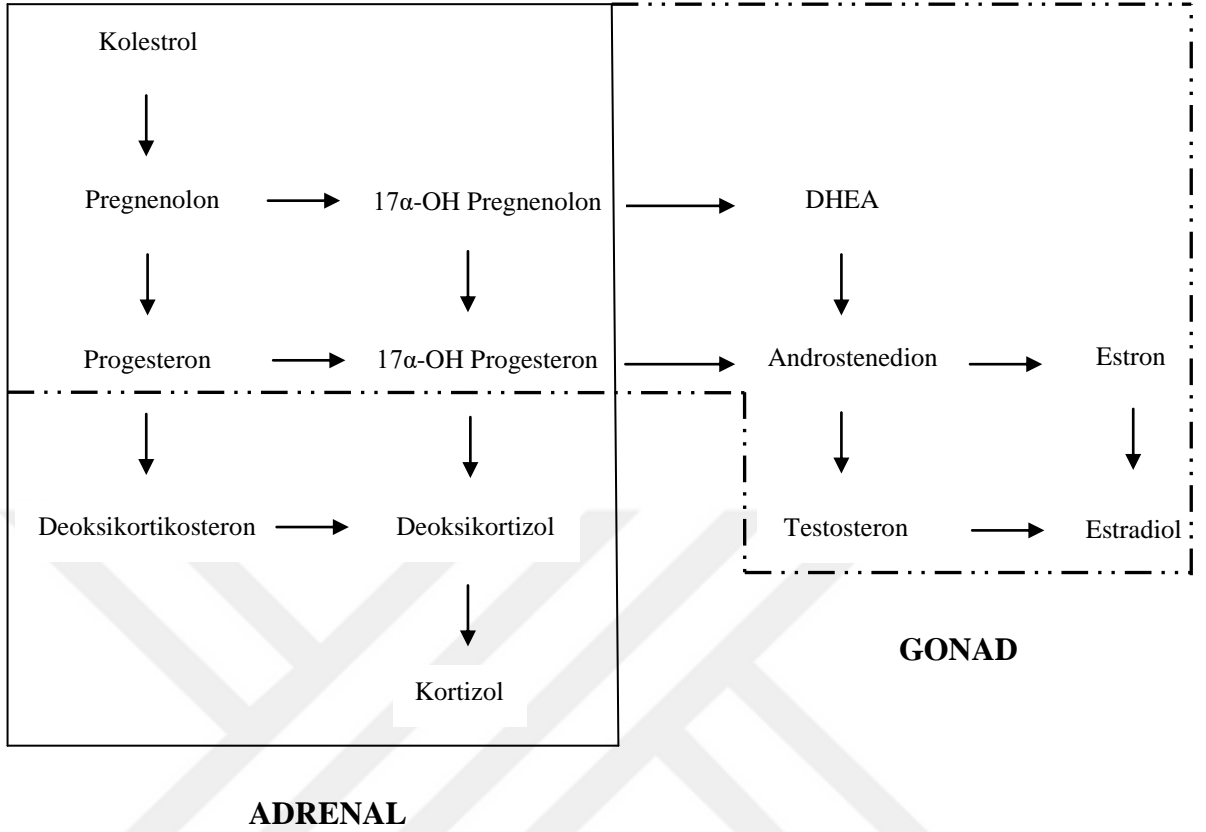 Kolestrol
Pregnenolon
17α-OH Pregnenolon
DHEA
Progesteron
17α-OH Progesteron
Androstenedion
Estron
Deoksikortikosteron
Deoksikortizol
Testosteron
Estradiol
GONAD
Kortizol
ADRENAL